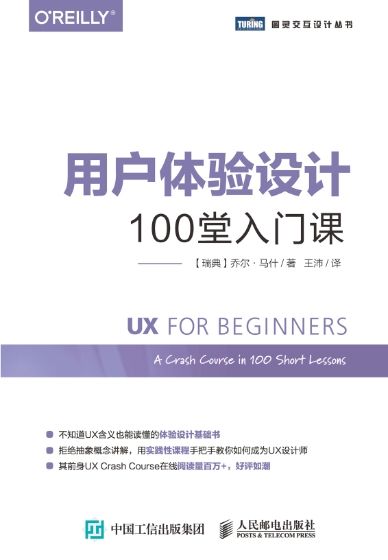 O'REILLY®
TURING 图灵交互设计丛书
用户体验设计
100堂入门课
【瑞典】乔尔·马什/著 王沛/译
UX FOR BEGINNERS
A Crash Course in 100 Short Lessons
不知道UX含义也能读懂的体验设计基础书
拒绝抽象概念讲解，用实践性课程手把手教你如何成为UX设计师
其前身UX Crash Course在线阅读量百万+，好评如潮
中国工信出版集团 人民邮电出版社
POSTS & TELECOM PRESS